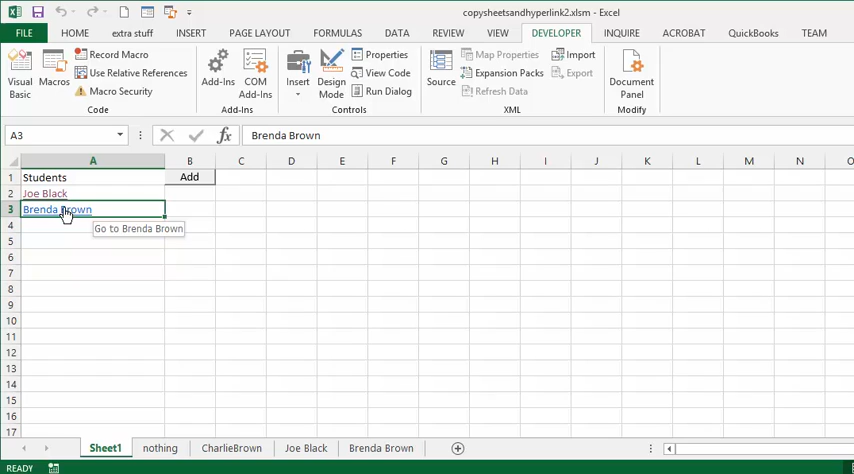 copysheetsandhyperlink2.xlsm - Excel
FILE HOME extra stuff INSERT PAGE LAYOUT FORMULAS DATA REVIEW VIEW DEVELOPER INQUIRE ACROBAT QuickBooks TEAM
Visual Basic
Macros
Record Macro
Use Relative References
Macro Security
Code
Add-Ins
COM Add-Ins
Add-Ins
Insert
Design Mode
Properties
View Code
Run Dialog
Controls
Source
Map Properties
Expansion Packs
Refresh Data
Import
Export
XML
Document Panel
Modify
A3 fx Brenda Brown
A B C D E F G H I J K L M N O
1 Students Add
2 Joe Black
3 Brenda Brown
4 Go to Brenda Brown
5
6
7
8
9
10
11
12
13
14
15
16
17
Sheet1 nothing CharlieBrown Joe Black Brenda Brown
READY